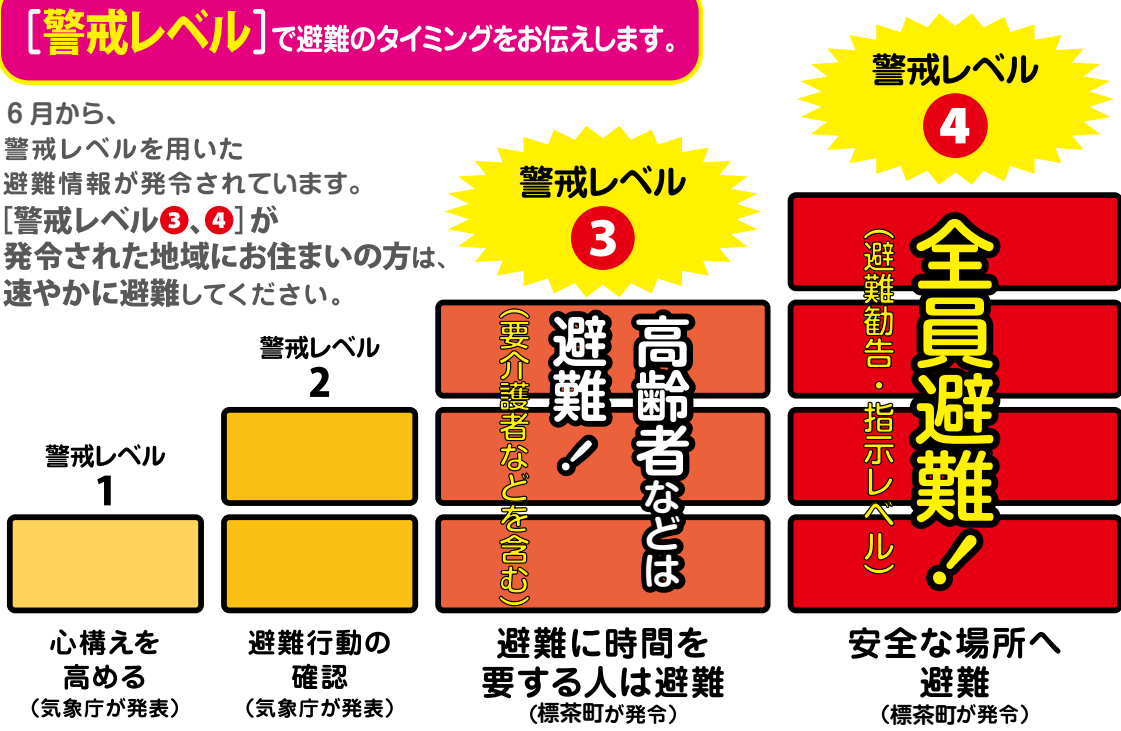 [警戒レベル]で避難のタイミングをお伝えします。
6月から、
警戒レベルを用いた
避難情報が発令されています。
[警戒レベル❸、❹]が
発令された地域にお住まいの方は、
速やかに避難してください。
警戒レベル
1
心構えを
高める
(気象庁が発表)
警戒レベル
2
避難行動の
確認
(気象庁が発表)
警戒レベル
3
高齢者などは
避難!
(要介護者などを含む)
避難に時間を
要する人は避難
(標茶町が発令)
警戒レベル
4
全員避難!
(避難勧告・指示レベル)
安全な場所へ
避難
(標茶町が発令)